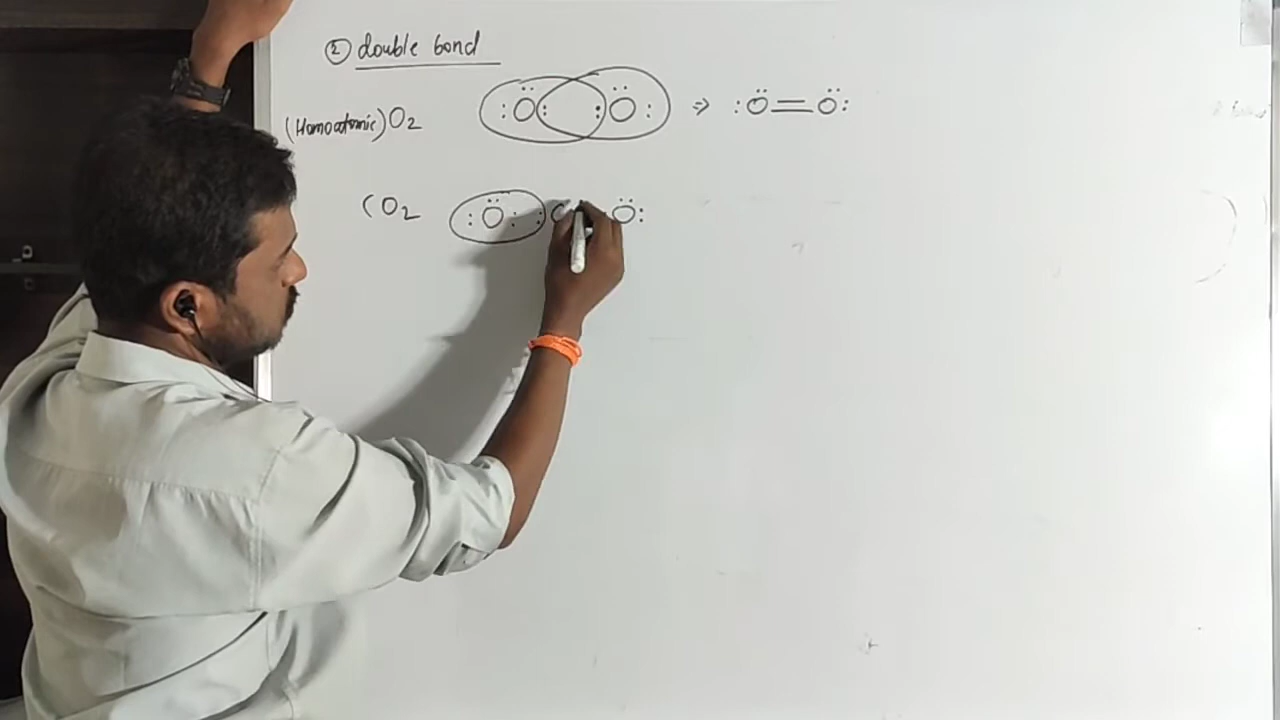 ② double bond
(Homoatomic) O₂ :Ö: :Ö: ⇒ :Ö=Ö:
CO₂ :Ö: : Ö: